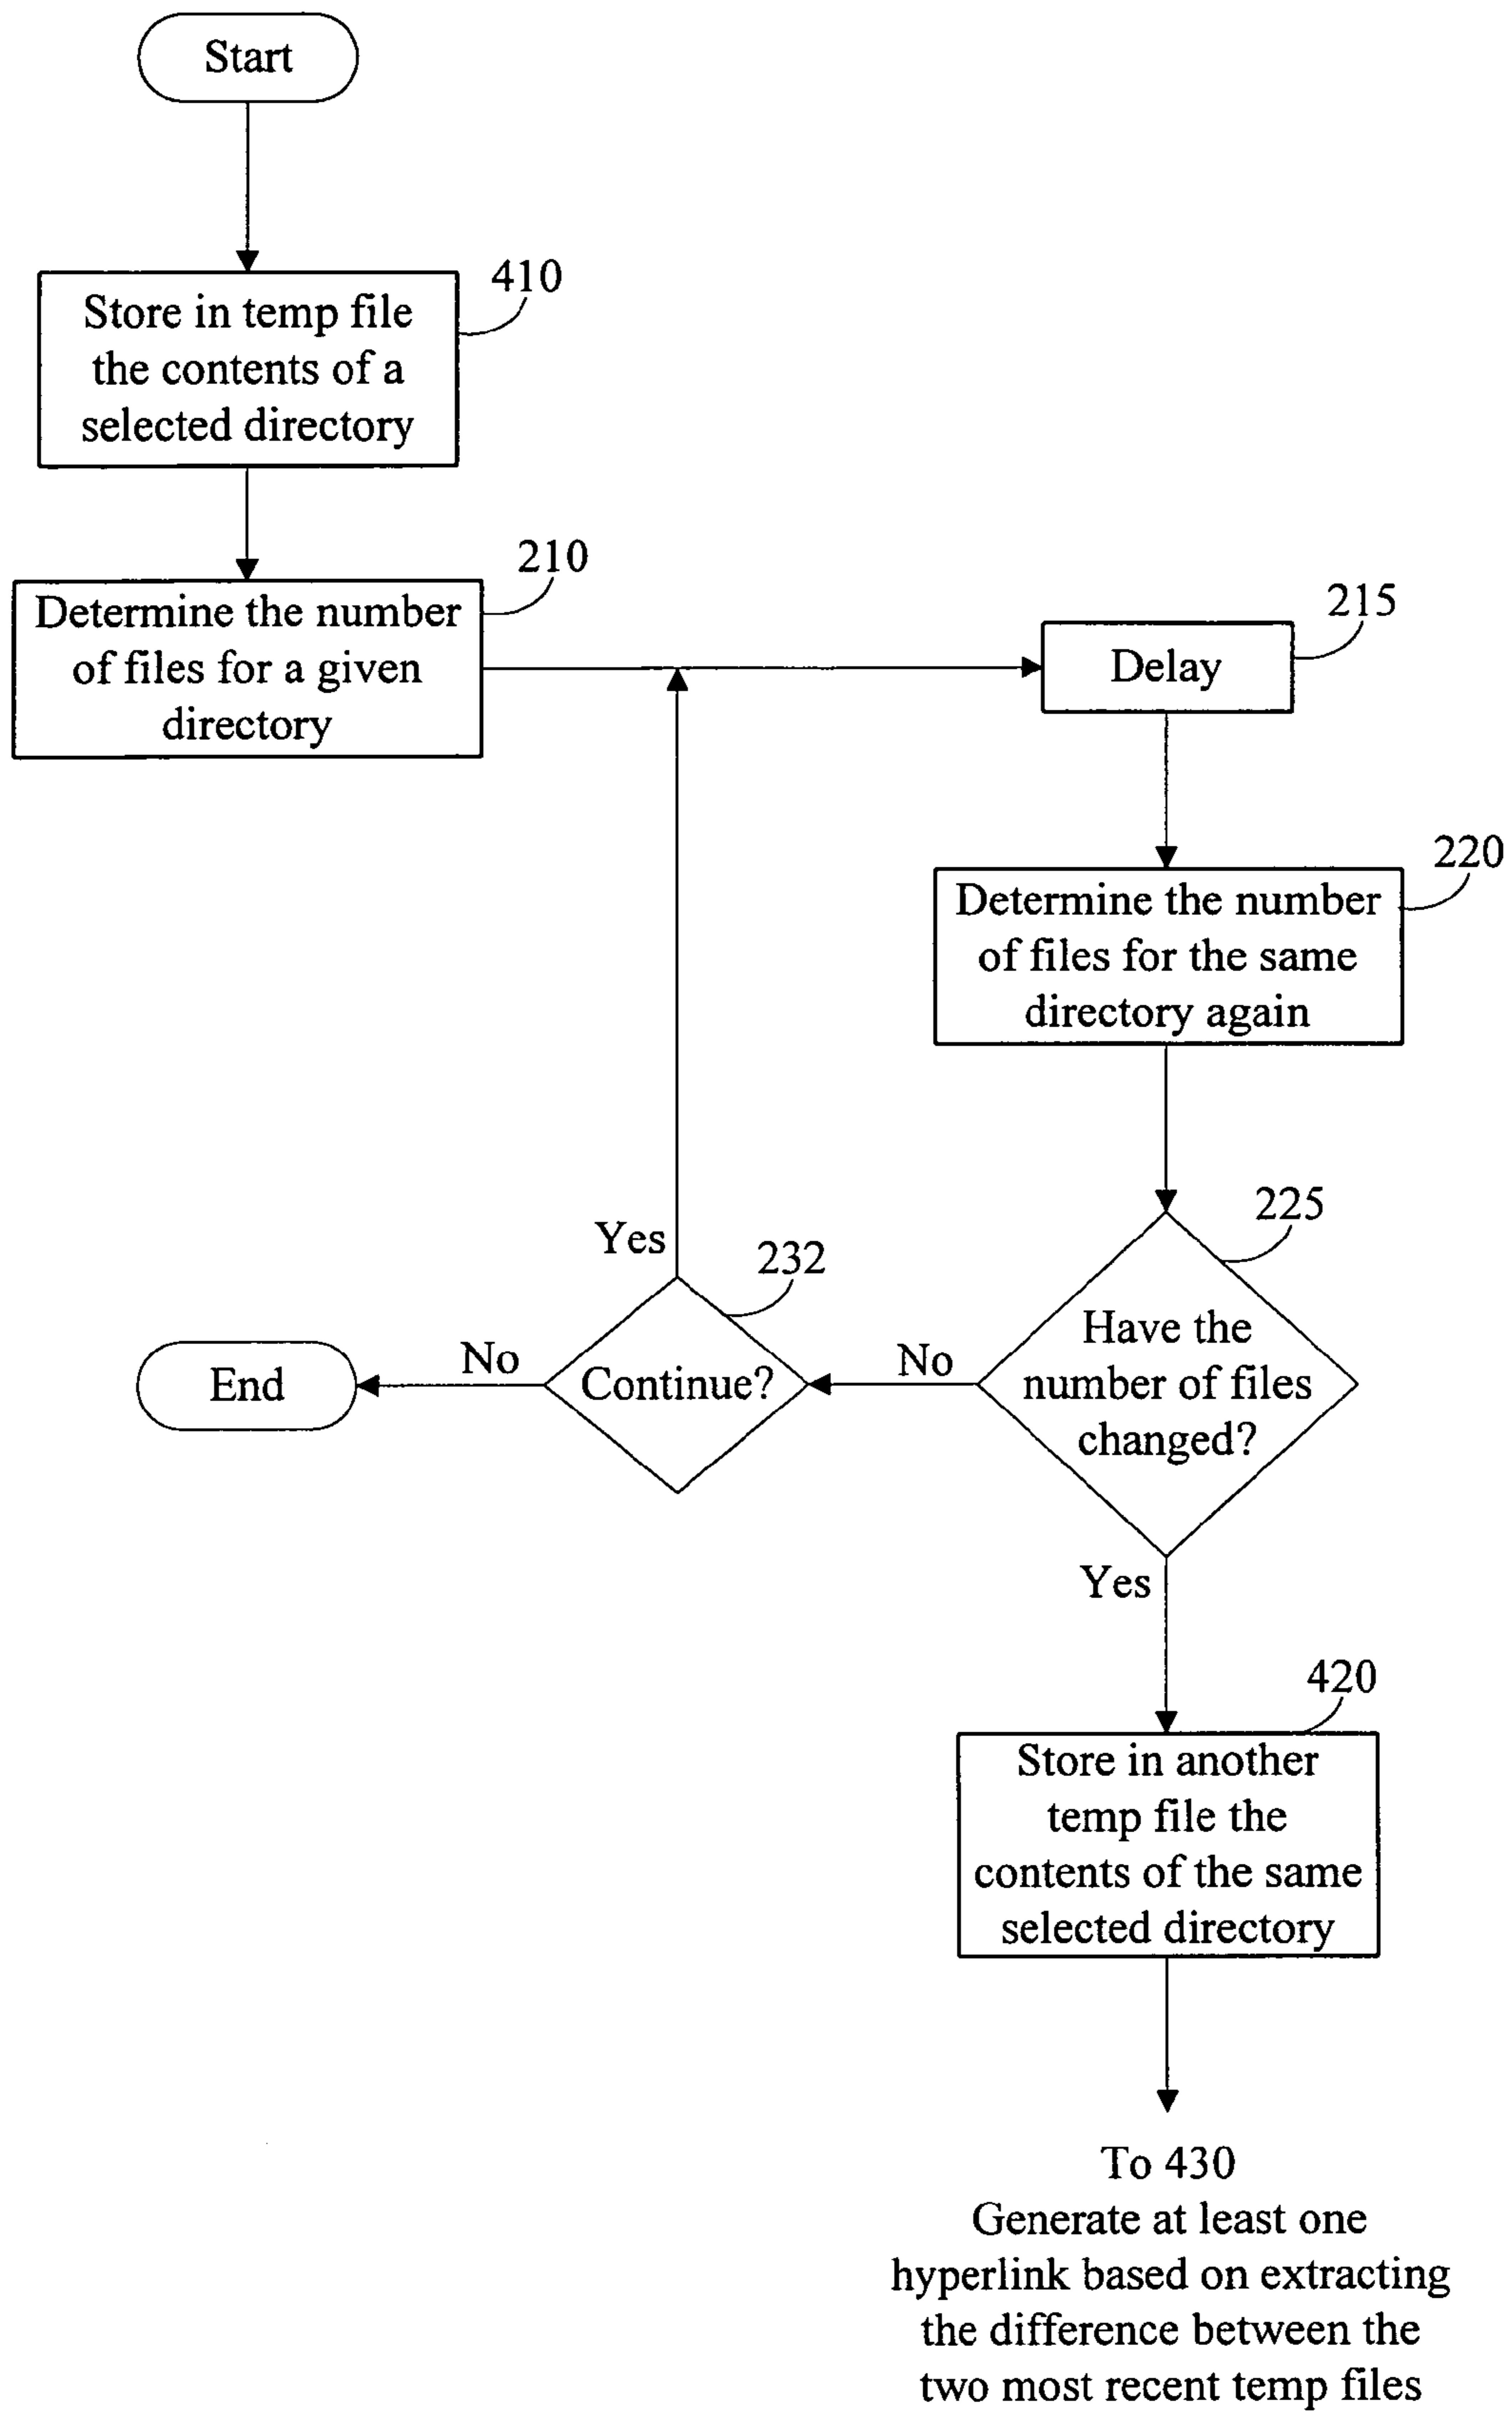 Start
410
Store in temp file
the contents of a
selected directory
210
Determine the number
of files for a given
directory
215
Delay
220
Determine the number
of files for the same
directory again
225
Have the
number of files
changed?
No
232
Continue?
Yes
No
End
Yes
420
Store in another
temp file the
contents of the same
selected directory
To 430
Generate at least one
hyperlink based on extracting
the difference between the
two most recent temp files